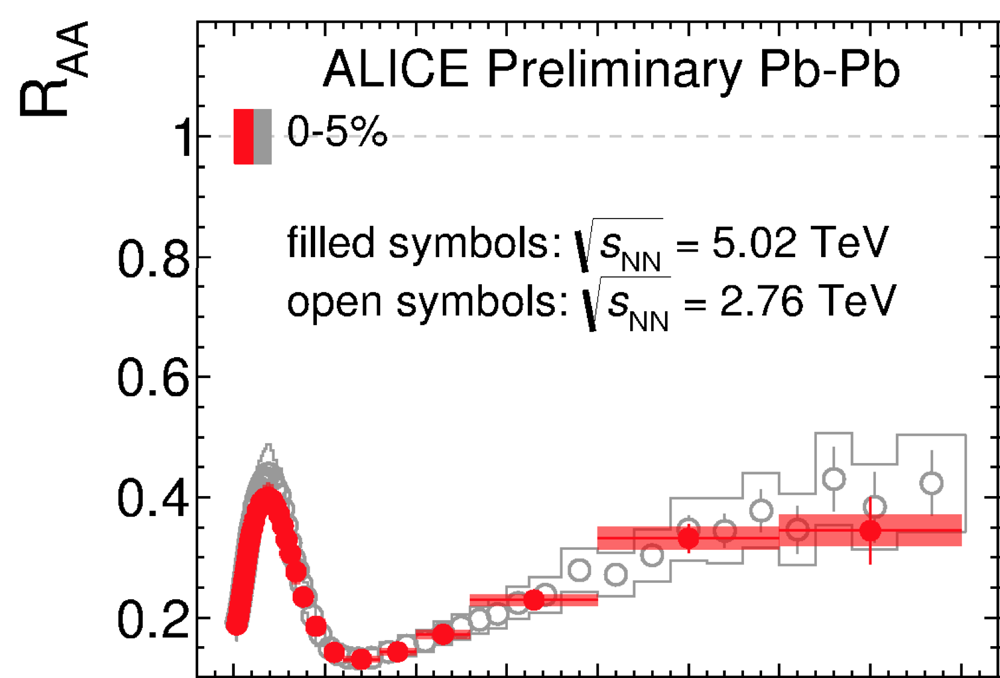 R_AA
ALICE Preliminary Pb-Pb
1
0-5%
filled symbols: √s_NN = 5.02 TeV
0.8
open symbols: √s_NN = 2.76 TeV
0.6
0.4
0.2